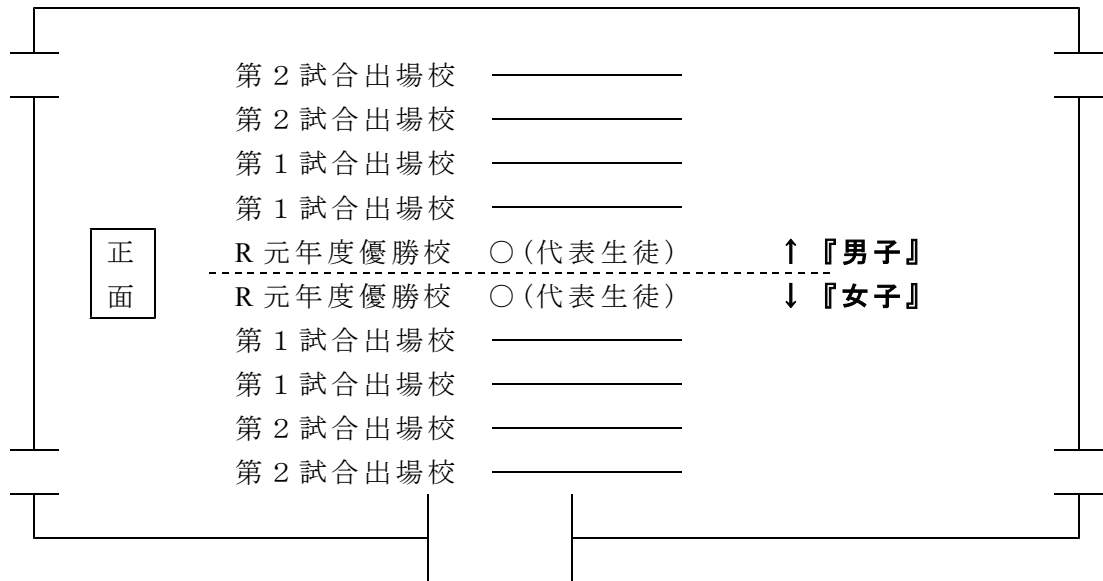 第２試合出場校
第２試合出場校
第１試合出場校
第１試合出場校
正面
R元年度優勝校 ○(代表生徒) ↑『男子』
R元年度優勝校 ○(代表生徒) ↓『女子』
第１試合出場校
第１試合出場校
第２試合出場校
第２試合出場校